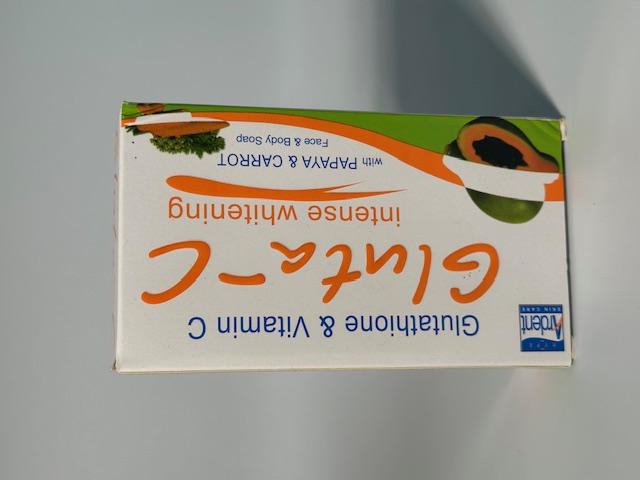 Glutathione & Vitamin C
Gluta-C
intense whitening
with PAPAYA & CARROT
Face & Body Soap
Ardent
SKIN CARE